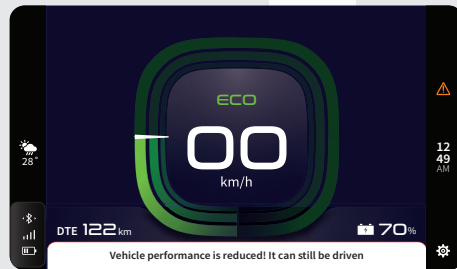 ECO
00
km/h
28°
12
49
AM
DTE 122 km
70%
Vehicle performance is reduced! It can still be driven